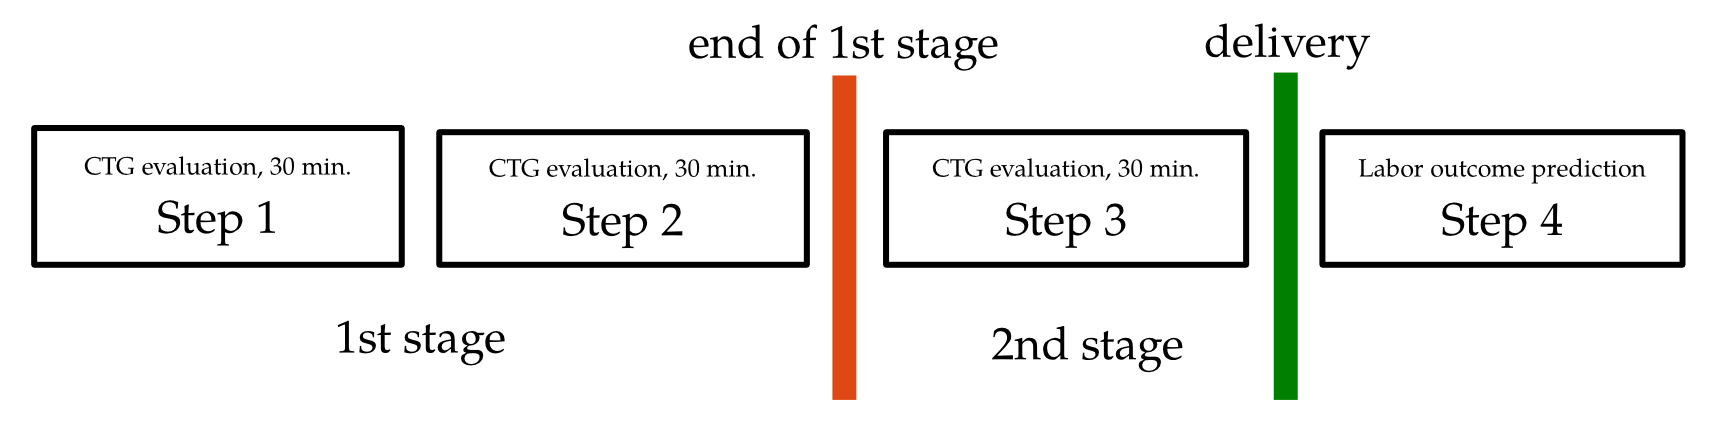 end of 1st stage
delivery
CTG evaluation, 30 min.
Step 1
CTG evaluation, 30 min.
Step 2
CTG evaluation, 30 min.
Step 3
Labor outcome prediction
Step 4
1st stage
2nd stage